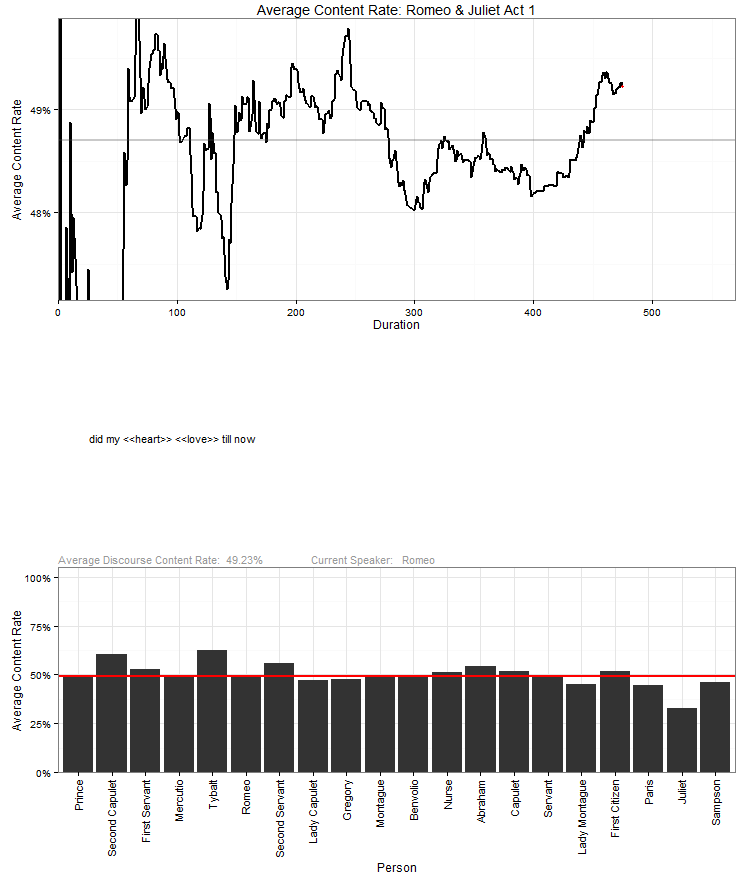 Average Content Rate: Romeo & Juliet Act 1
Average Content Rate
49%
48%
0 100 200 300 400 500
Duration
did my <<heart>> <<love>> till now
Average Discourse Content Rate: 49.23% Current Speaker: Romeo
Average Content Rate
100%
75%
50%
25%
0%
Prince
Second Capulet
First Servant
Mercutio
Tybalt
Romeo
Second Servant
Lady Capulet
Gregory
Montague
Benvolio
Nurse
Abraham
Capulet
Servant
Lady Montague
First Citizen
Paris
Juliet
Sampson
Person